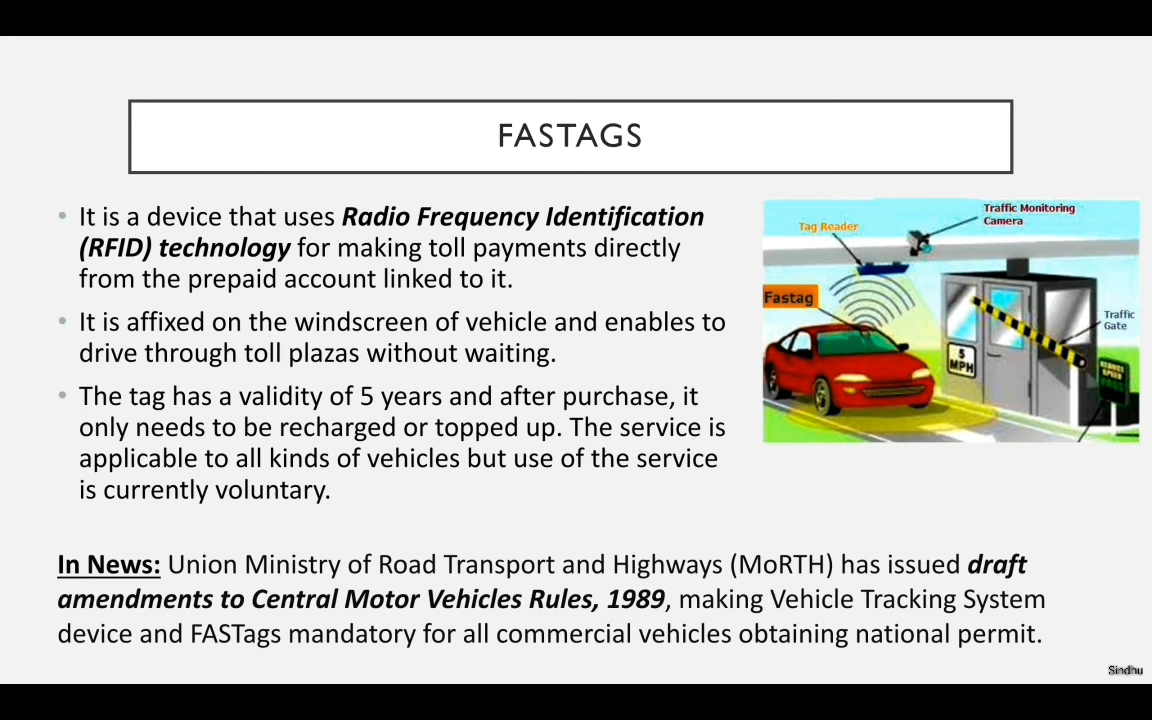 FASTAGS
• It is a device that uses Radio Frequency Identification
(RFID) technology for making toll payments directly
from the prepaid account linked to it.
• It is affixed on the windscreen of vehicle and enables to
drive through toll plazas without waiting.
• The tag has a validity of 5 years and after purchase, it
only needs to be recharged or topped up. The service is
applicable to all kinds of vehicles but use of the service
is currently voluntary.
Traffic Monitoring
Camera
Tag Reader
Fastag
Traffic
Gate
5
MPH
REDUCE
SPEED
In News: Union Ministry of Road Transport and Highways (MoRTH) has issued draft
amendments to Central Motor Vehicles Rules, 1989, making Vehicle Tracking System
device and FASTags mandatory for all commercial vehicles obtaining national permit.
Sindhu